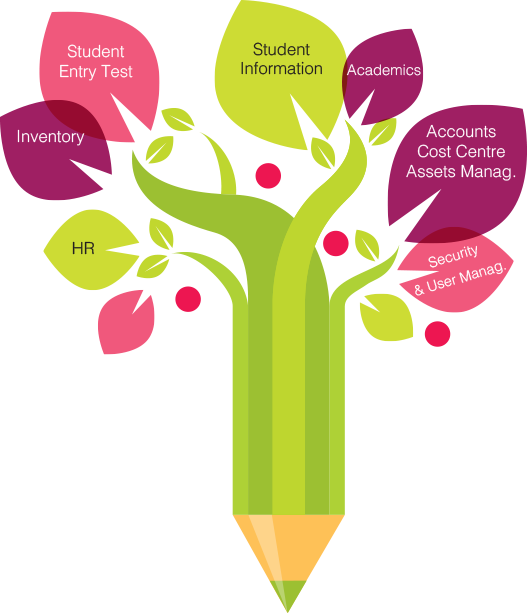 Student
Entry Test
Student
Information
Academics
Inventory
Accounts
Cost Centre
Assets Manag.
HR
Security
& User Manag.